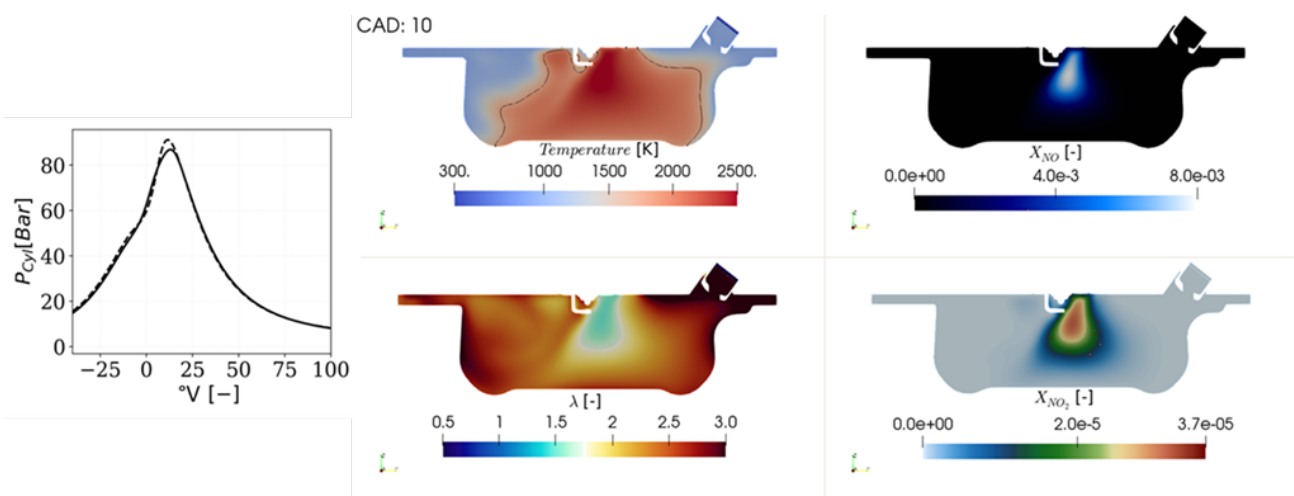 CAD: 10
Temperature [K]
300. 1000 1500 2000 2500.
X_NO [-]
0.0e+00 4.0e-3 8.0e-03
P_Cyl[Bar]
80
60
40
20
0
−25 0 25 50 75 100
°V [−]
λ [-]
0.5 1 1.5 2 2.5 3.0
X_NO₂ [-]
0.0e+00 2.0e-5 3.7e-05